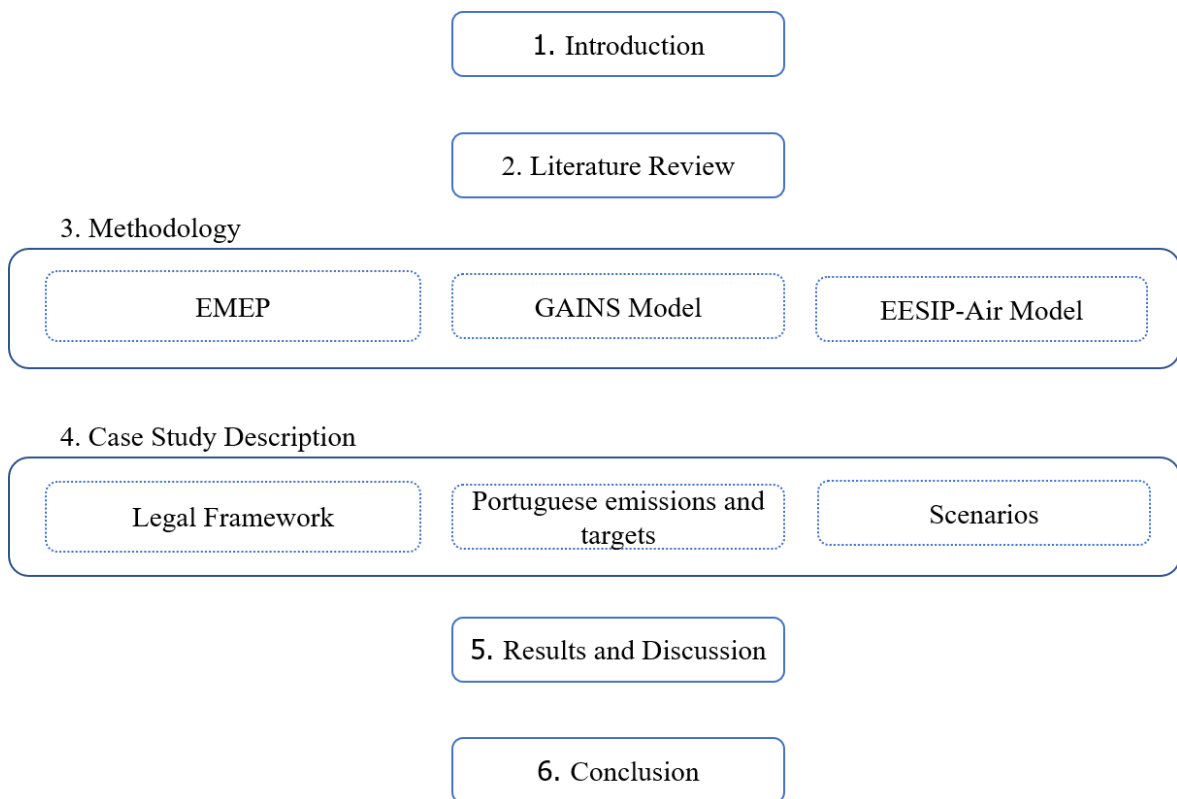 1. Introduction
2. Literature Review
3. Methodology
EMEP
GAINS Model
EESIP-Air Model
4. Case Study Description
Legal Framework
Portuguese emissions and
targets
Scenarios
5. Results and Discussion
6. Conclusion